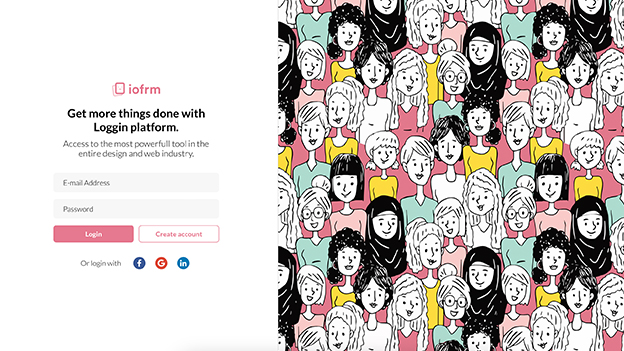 iofrm
Get more things done with
Loggin platform.
Access to the most powerfull tool in the
entire design and web industry.
E-mail Address
Password
Login Create account
Or login with f G in